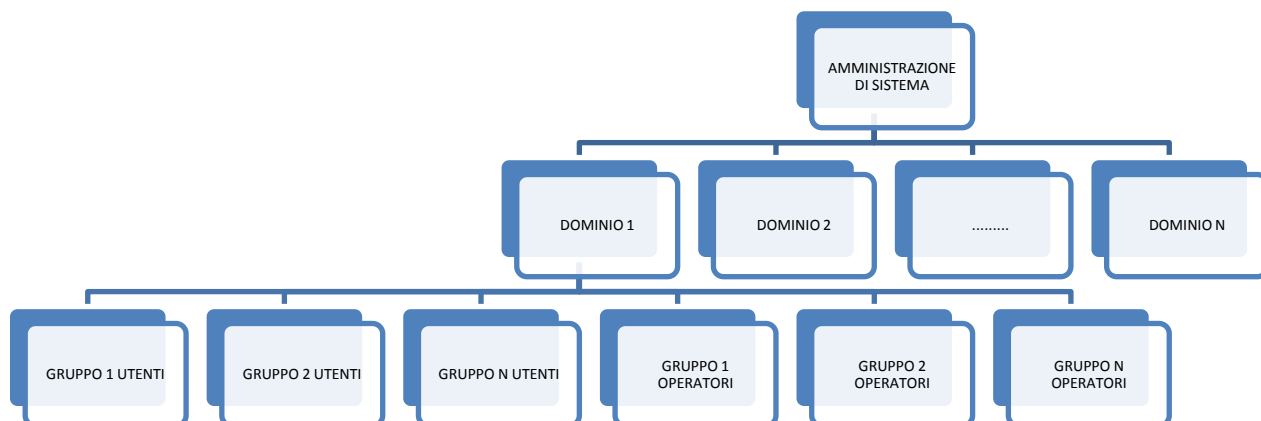 AMMINISTRAZIONE
DI SISTEMA
DOMINIO 1
DOMINIO 2
.........
DOMINIO N
GRUPPO 1 UTENTI
GRUPPO 2 UTENTI
GRUPPO N UTENTI
GRUPPO 1
OPERATORI
GRUPPO 2
OPERATORI
GRUPPO N
OPERATORI